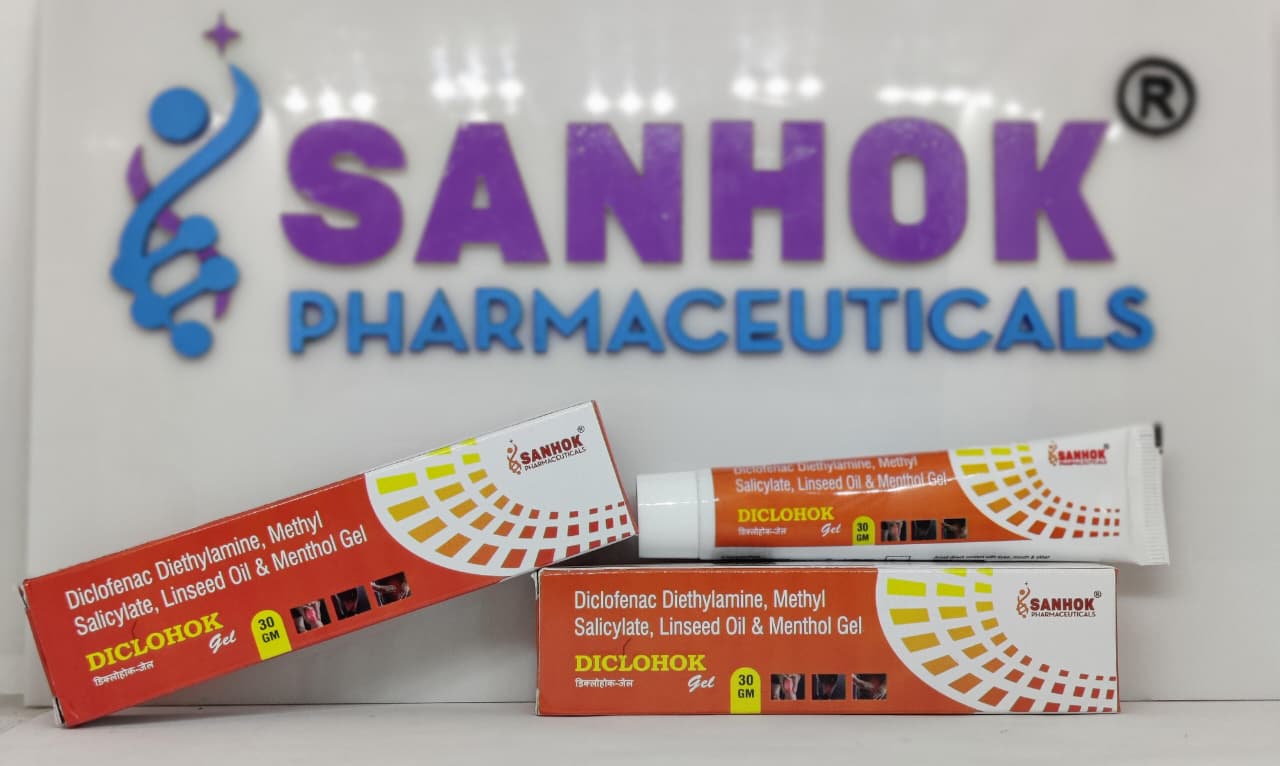 SANHOK®
PHARMACEUTICALS
SANHOK®
PHARMACEUTICALS
Diclofenac Diethylamine, Methyl
Salicylate, Linseed Oil & Menthol Gel
DICLOHOK
Gel
डिक्लोहोक-जेल
30
GM
SANHOK®
PHARMACEUTICALS
Diclofenac Diethylamine, Methyl
Salicylate, Linseed Oil & Menthol Gel
DICLOHOK
Gel
डिक्लोहोक-जेल
30
GM
SANHOK®
PHARMACEUTICALS
Diclofenac Diethylamine, Methyl
Salicylate, Linseed Oil & Menthol Gel
DICLOHOK
Gel
डिक्लोहोक-जेल
30
GM